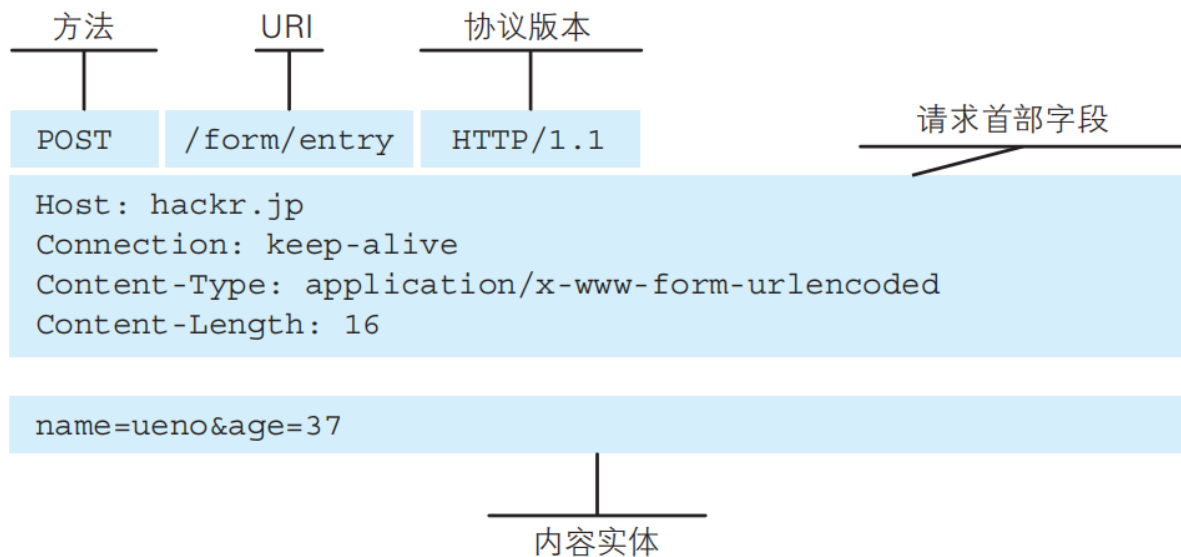 方法 URI 协议版本
请求首部字段
POST /form/entry HTTP/1.1
Host: hackr.jp
Connection: keep-alive
Content-Type: application/x-www-form-urlencoded
Content-Length: 16
name=ueno&age=37
内容实体